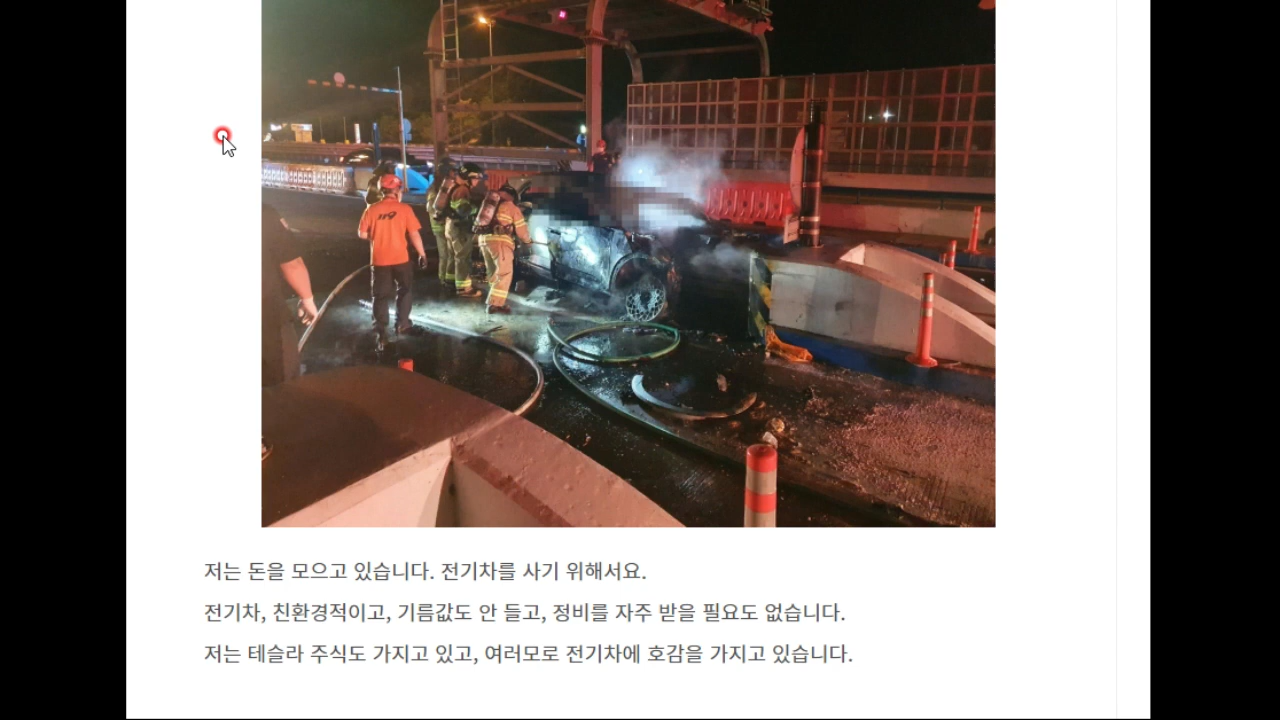 119
저는 돈을 모으고 있습니다. 전기차를 사기 위해서요.
전기차, 친환경적이고, 기름값도 안 들고, 정비를 자주 받을 필요도 없습니다.
저는 테슬라 주식도 가지고 있고, 여러모로 전기차에 호감을 가지고 있습니다.